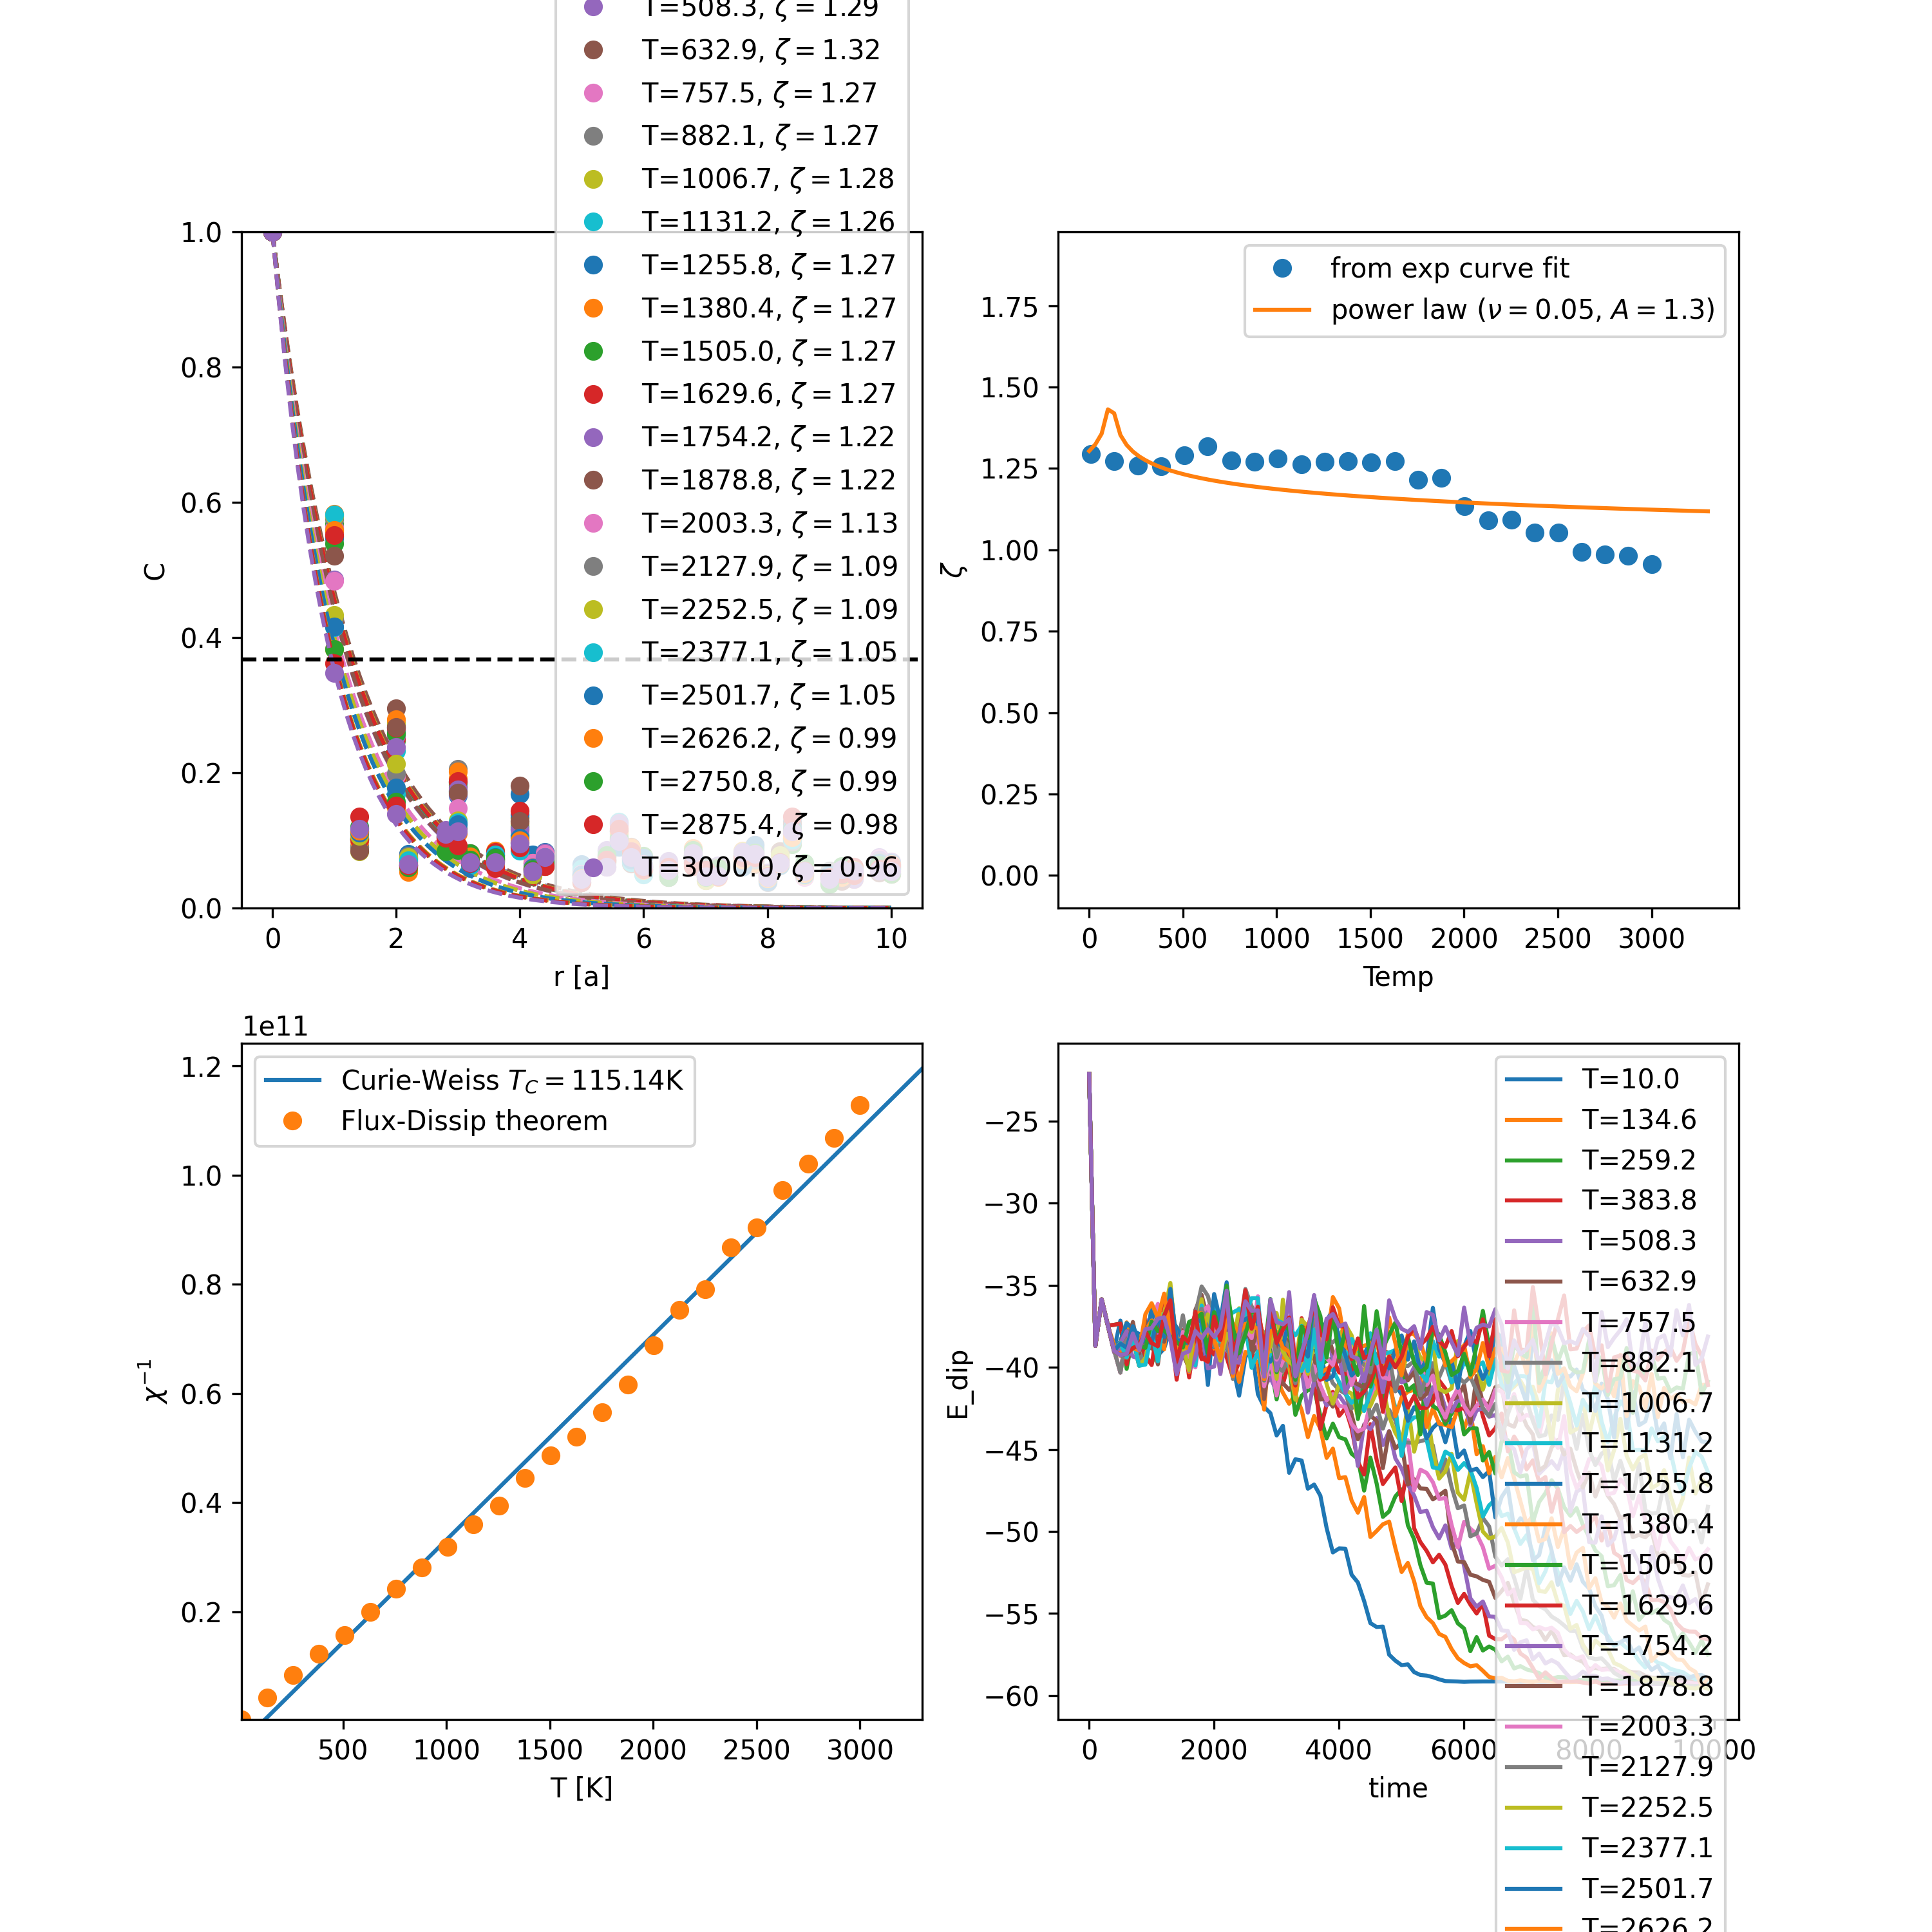 T=508.3, ζ = 1.29
T=632.9, ζ = 1.32
T=757.5, ζ = 1.27
T=882.1, ζ = 1.27
T=1006.7, ζ = 1.28
T=1131.2, ζ = 1.26
T=1255.8, ζ = 1.27
T=1380.4, ζ = 1.27
T=1505.0, ζ = 1.27
T=1629.6, ζ = 1.27
T=1754.2, ζ = 1.22
T=1878.8, ζ = 1.22
T=2003.3, ζ = 1.13
T=2127.9, ζ = 1.09
T=2252.5, ζ = 1.09
T=2377.1, ζ = 1.05
T=2501.7, ζ = 1.05
T=2626.2, ζ = 0.99
T=2750.8, ζ = 0.99
T=2875.4, ζ = 0.98
T=3000.0, ζ = 0.96
1.0
0.8
0.6
0.4
0.2
0.0
C
0 2 4 6 8 10
r [a]
from exp curve fit
power law (ν = 0.05, A = 1.3)
1.75
1.50
1.25
1.00
0.75
0.50
0.25
0.00
ζ
0 500 1000 1500 2000 2500 3000
Temp
1e11
Curie-Weiss T_C = 115.14K
Flux-Dissip theorem
1.2
1.0
0.8
0.6
0.4
0.2
χ⁻¹
500 1000 1500 2000 2500 3000
T [K]
−25
−30
−35
−40
−45
−50
−55
−60
E_dip
0 2000 4000 6000 8000 10000
time
T=10.0
T=134.6
T=259.2
T=383.8
T=508.3
T=632.9
T=757.5
T=882.1
T=1006.7
T=1131.2
T=1255.8
T=1380.4
T=1505.0
T=1629.6
T=1754.2
T=1878.8
T=2003.3
T=2127.9
T=2252.5
T=2377.1
T=2501.7
T=2626.2